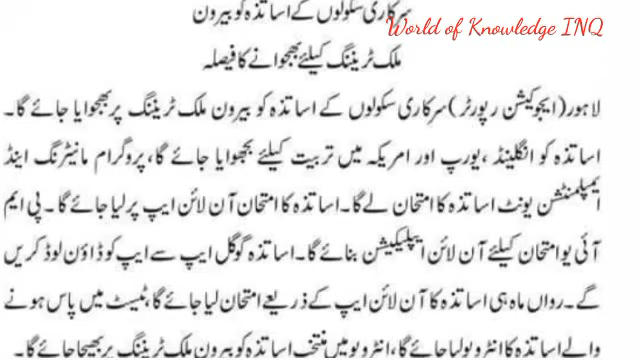 سرکاری سکولوں کے اساتذہ کو بیرون
World of Knowledge INQ
ملک ٹریننگ کیلئے بھجوانے کا فیصلہ
لاہور(ایجوکیشن رپورٹر)سرکاری سکولوں کے اساتذہ کو بیرون ملک ٹریننگ پر بھجوایا جائے گا۔
اساتذہ کو انگلینڈ ،یورپ اور امریکہ میں تربیت کیلئے بھجوایا جائے گا،پروگرام مانیٹرنگ اینڈ
ایمپلمنٹیشن یونٹ اساتذہ کا امتحان لے گا۔اساتذہ کا امتحان آن لائن ایپ پر لیا جائے گا ۔پی ایم
آئی یو امتحان کیلئے آن لائن ایپلیکیشن بنائے گا۔اساتذہ گوگل ایپ سے ایپ کو ڈاؤن لوڈ کریں
گے۔رواں ماہ ہی اساتذہ کا آن لائن ایپ کے ذریعے امتحان لیا جائے گا،ٹیسٹ میں پاس ہونے
والے اساتذہ کا انٹرویو لیا جائے گا،انٹرویو میں منتخب اساتذہ کو بیرون ملک ٹریننگ پر بھیجا جائے گا۔